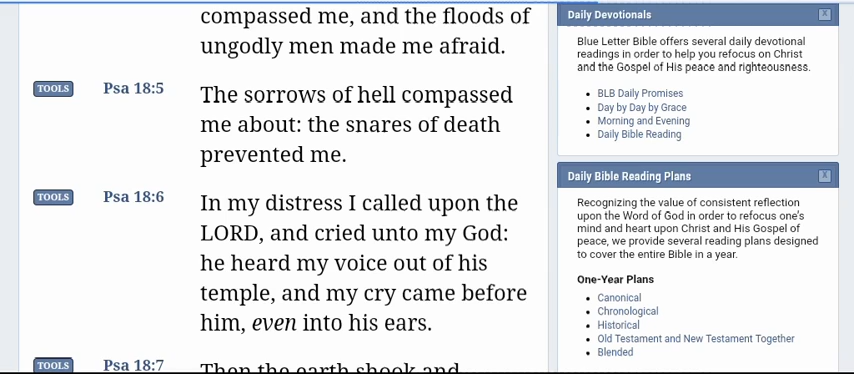 compassed me, and the floods of
ungodly men made me afraid.
TOOLS Psa 18:5 The sorrows of hell compassed
me about: the snares of death
prevented me.
TOOLS Psa 18:6 In my distress I called upon the
LORD, and cried unto my God:
he heard my voice out of his
temple, and my cry came before
him, even into his ears.
TOOLS Psa 18:7 Then the earth shook and
Daily Devotionals X
Blue Letter Bible offers several daily devotional
readings in order to help you refocus on Christ
and the Gospel of His peace and righteousness.
BLB Daily Promises
Day by Day by Grace
Morning and Evening
Daily Bible Reading
Daily Bible Reading Plans X
Recognizing the value of consistent reflection
upon the Word of God in order to refocus one's
mind and heart upon Christ and His Gospel of
peace, we provide several reading plans designed
to cover the entire Bible in a year.
One-Year Plans
Canonical
Chronological
Historical
Old Testament and New Testament Together
Blended